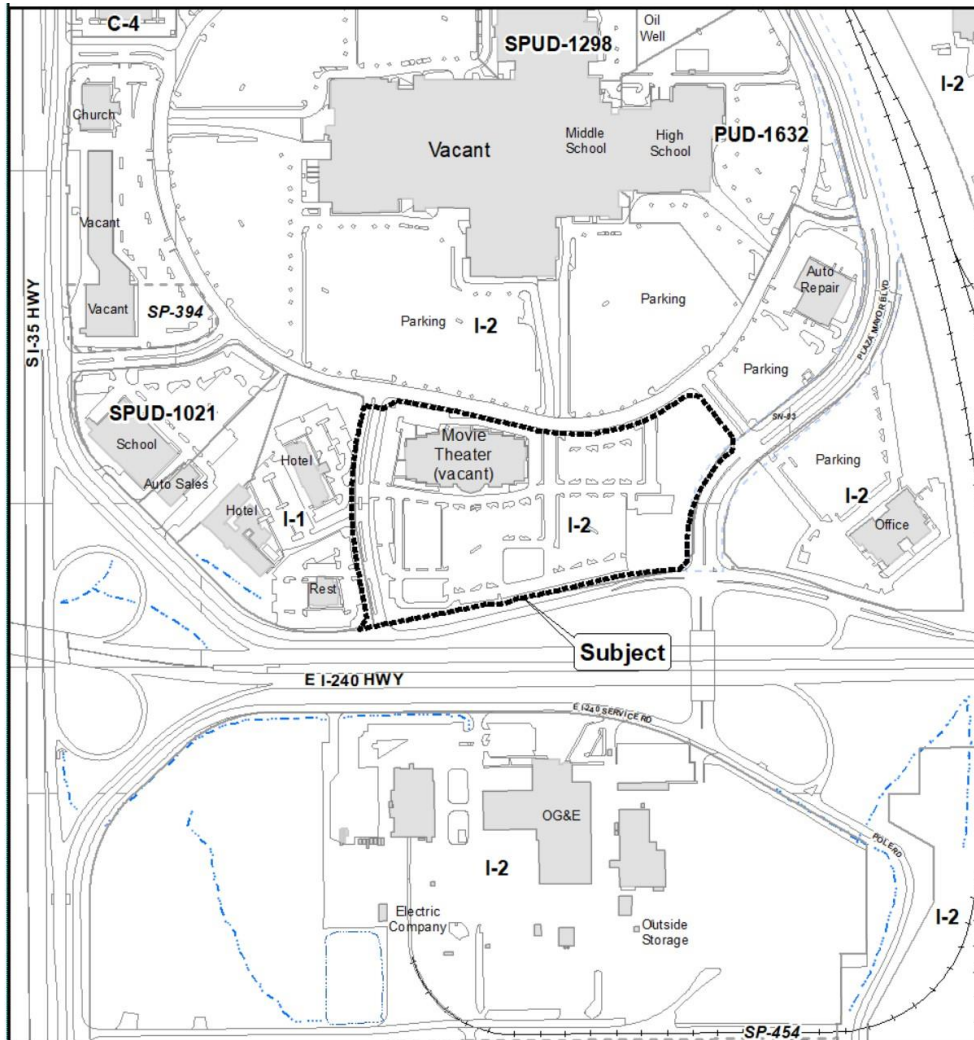 C-4
Oil
Well
SPUD-1298
I-2
Church
Vacant
Middle
School
High
School
PUD-1632
Vacant
Vacant
SP-394
Auto
Repair
Parking
Parking
I-2
PLAZA MAYOR BLVD
S I-35 HWY
Parking
SN-83
SPUD-1021
School
Auto Sales
Hotel
Hotel
I-1
Movie
Theater
(vacant)
I-2
Parking
I-2
Office
Rest
Subject
E I-240 HWY
E I-240 SERVICE RD
OG&E
POLE RD
I-2
I-2
Electric
Company
Outside
Storage
SP-454